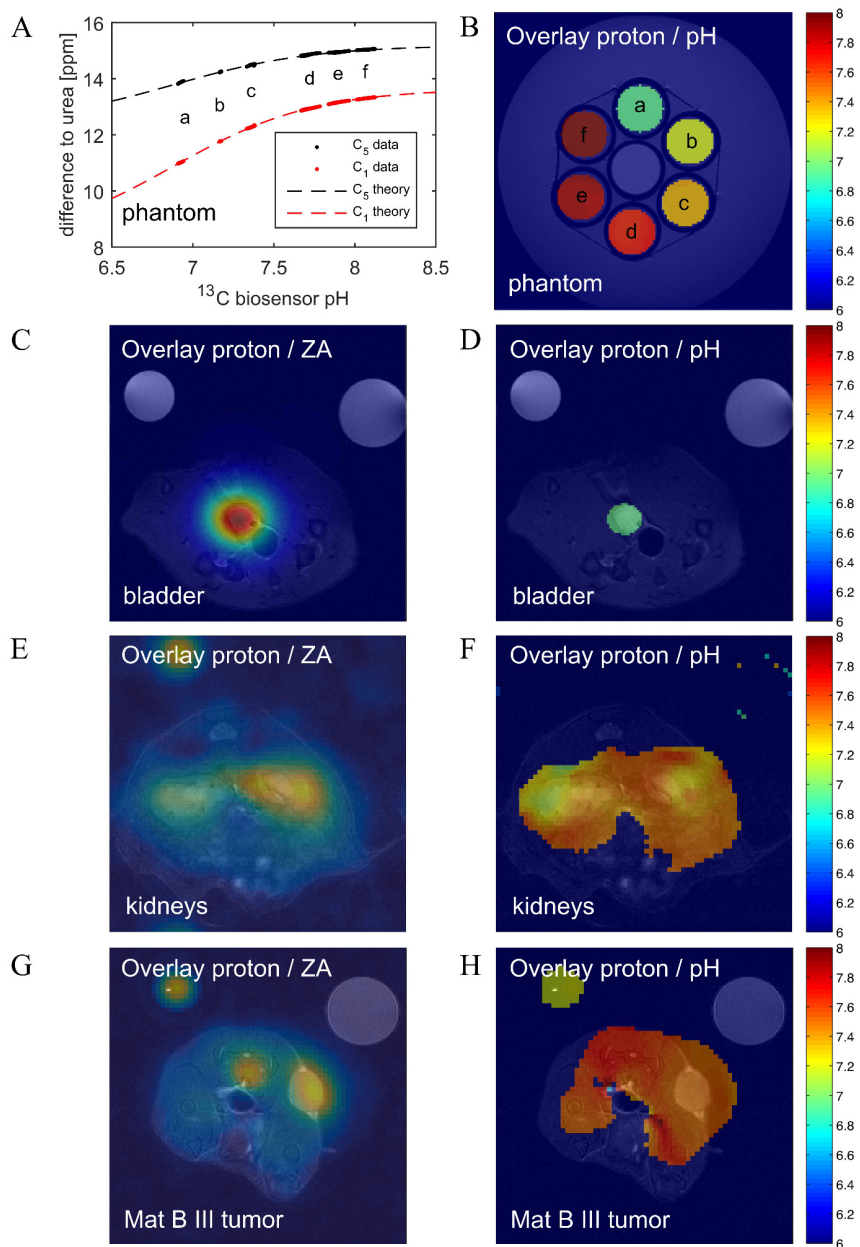 A
difference to urea [ppm]
16
14
12
10
8
a
b
c
d
e
f
C5 data
C1 data
C5 theory
C1 theory
phantom
6.5
7
7.5
8
8.5
13C biosensor pH
B
Overlay proton / pH
a
b
c
d
e
f
phantom
8
7.8
7.6
7.4
7.2
7
6.8
6.6
6.4
6.2
6
C
Overlay proton / ZA
bladder
D
Overlay proton / pH
bladder
8
7.8
7.6
7.4
7.2
7
6.8
6.6
6.4
6.2
6
E
Overlay proton / ZA
kidneys
F
Overlay proton / pH
kidneys
8
7.8
7.6
7.4
7.2
7
6.8
6.6
6.4
6.2
6
G
Overlay proton / ZA
Mat B III tumor
H
Overlay proton / pH
Mat B III tumor
8
7.8
7.6
7.4
7.2
7
6.8
6.6
6.4
6.2
6